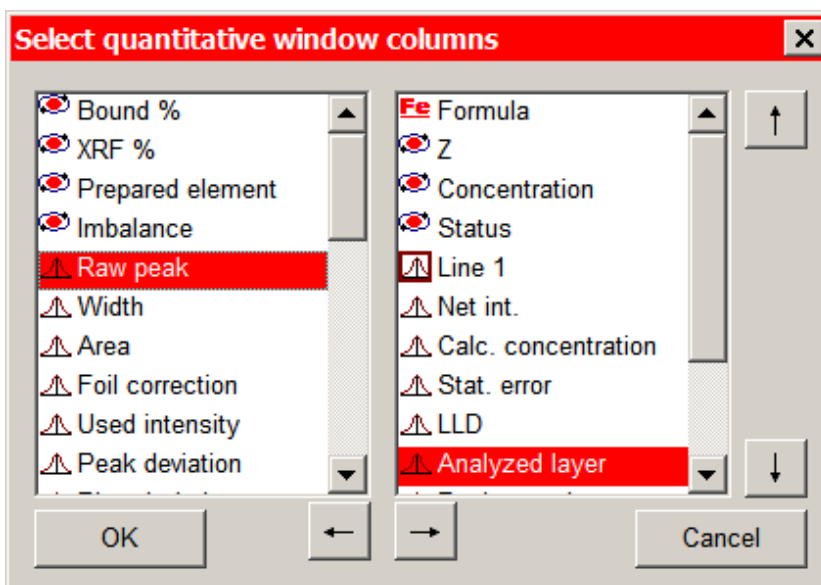 Select quantitative window columns
Bound %
XRF %
Prepared element
Imbalance
Raw peak
Width
Area
Foil correction
Used intensity
Peak deviation
Fe Formula
Z
Concentration
Status
Line 1
Net int.
Calc. concentration
Stat. error
LLD
Analyzed layer
OK
Cancel